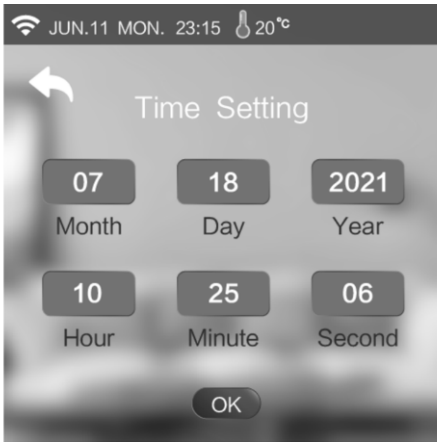 JUN.11 MON. 23:15 20°C
Time Setting
07 18 2021
Month Day Year
10 25 06
Hour Minute Second
OK